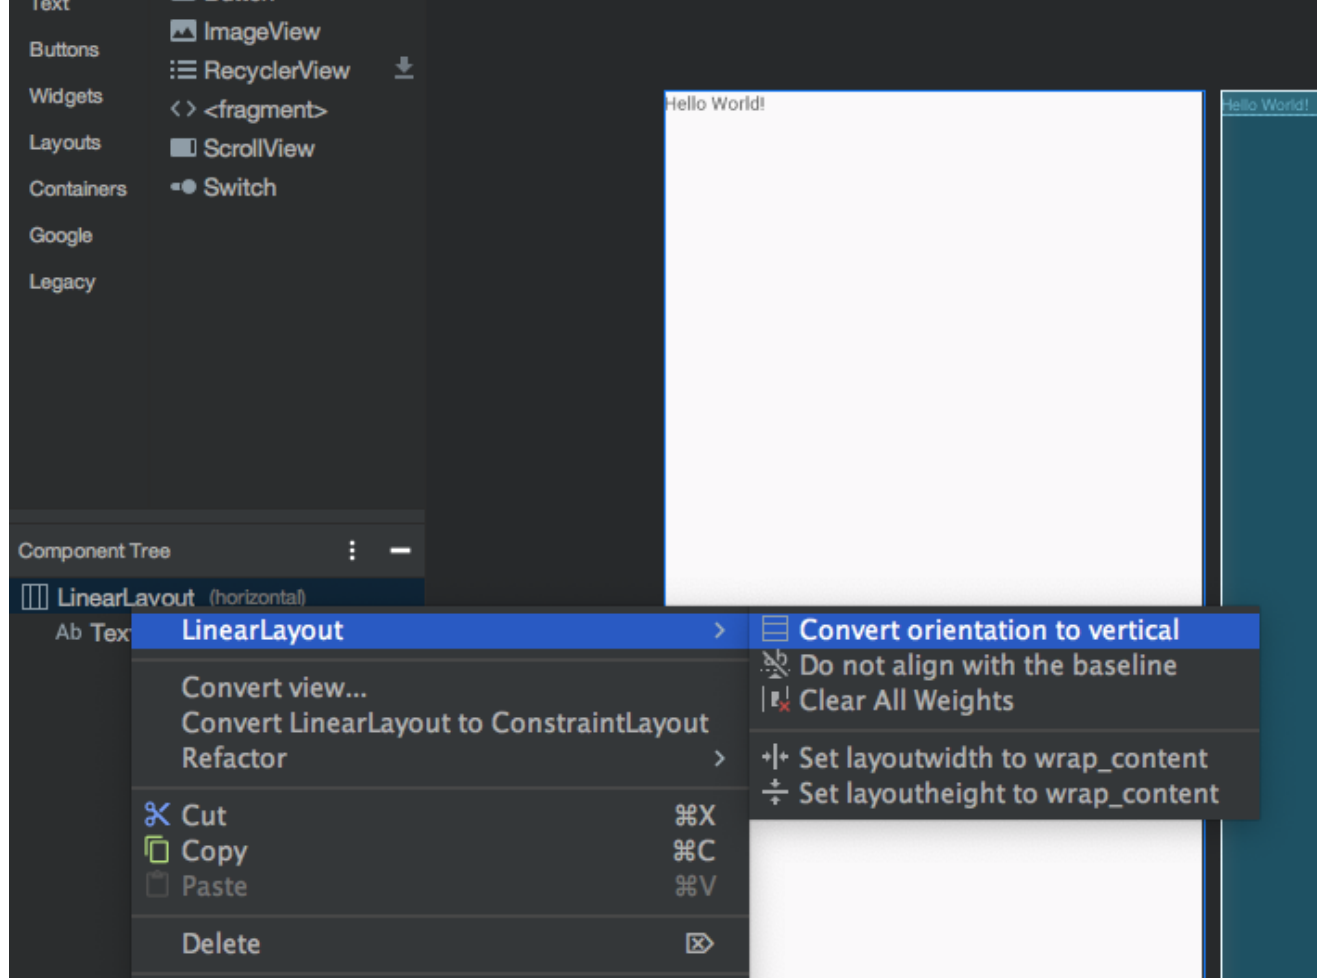 Text
Buttons
Widgets
Layouts
Containers
Google
Legacy
Button
ImageView
RecyclerView
<fragment>
ScrollView
Switch
Hello World!
Hello World!
Component Tree
LinearLayout (horizontal)
Ab Tex
LinearLayout
Convert view...
Convert LinearLayout to ConstraintLayout
Refactor
Cut ⌘X
Copy ⌘C
Paste ⌘V
Delete
Convert orientation to vertical
Do not align with the baseline
Clear All Weights
Set layoutwidth to wrap_content
Set layoutheight to wrap_content